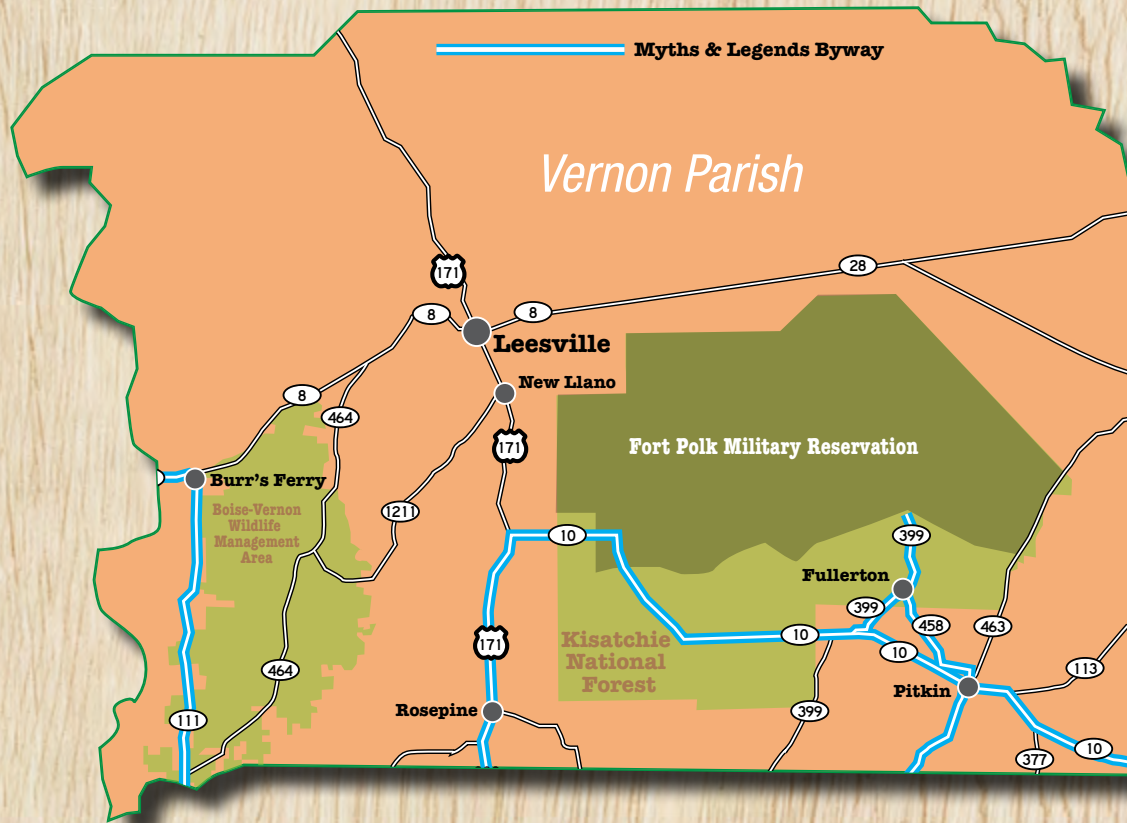 Myths & Legends Byway
Vernon Parish
171
28
8
8
Leesville
New Llano
8
464
171
Fort Polk Military Reservation
Burr's Ferry
Boise-Vernon
Wildlife
Management
Area
1211
10
399
Fullerton
399
458
463
10
10
171
Kisatchie
National
Forest
464
113
Pitkin
Rosepine
399
111
10
377